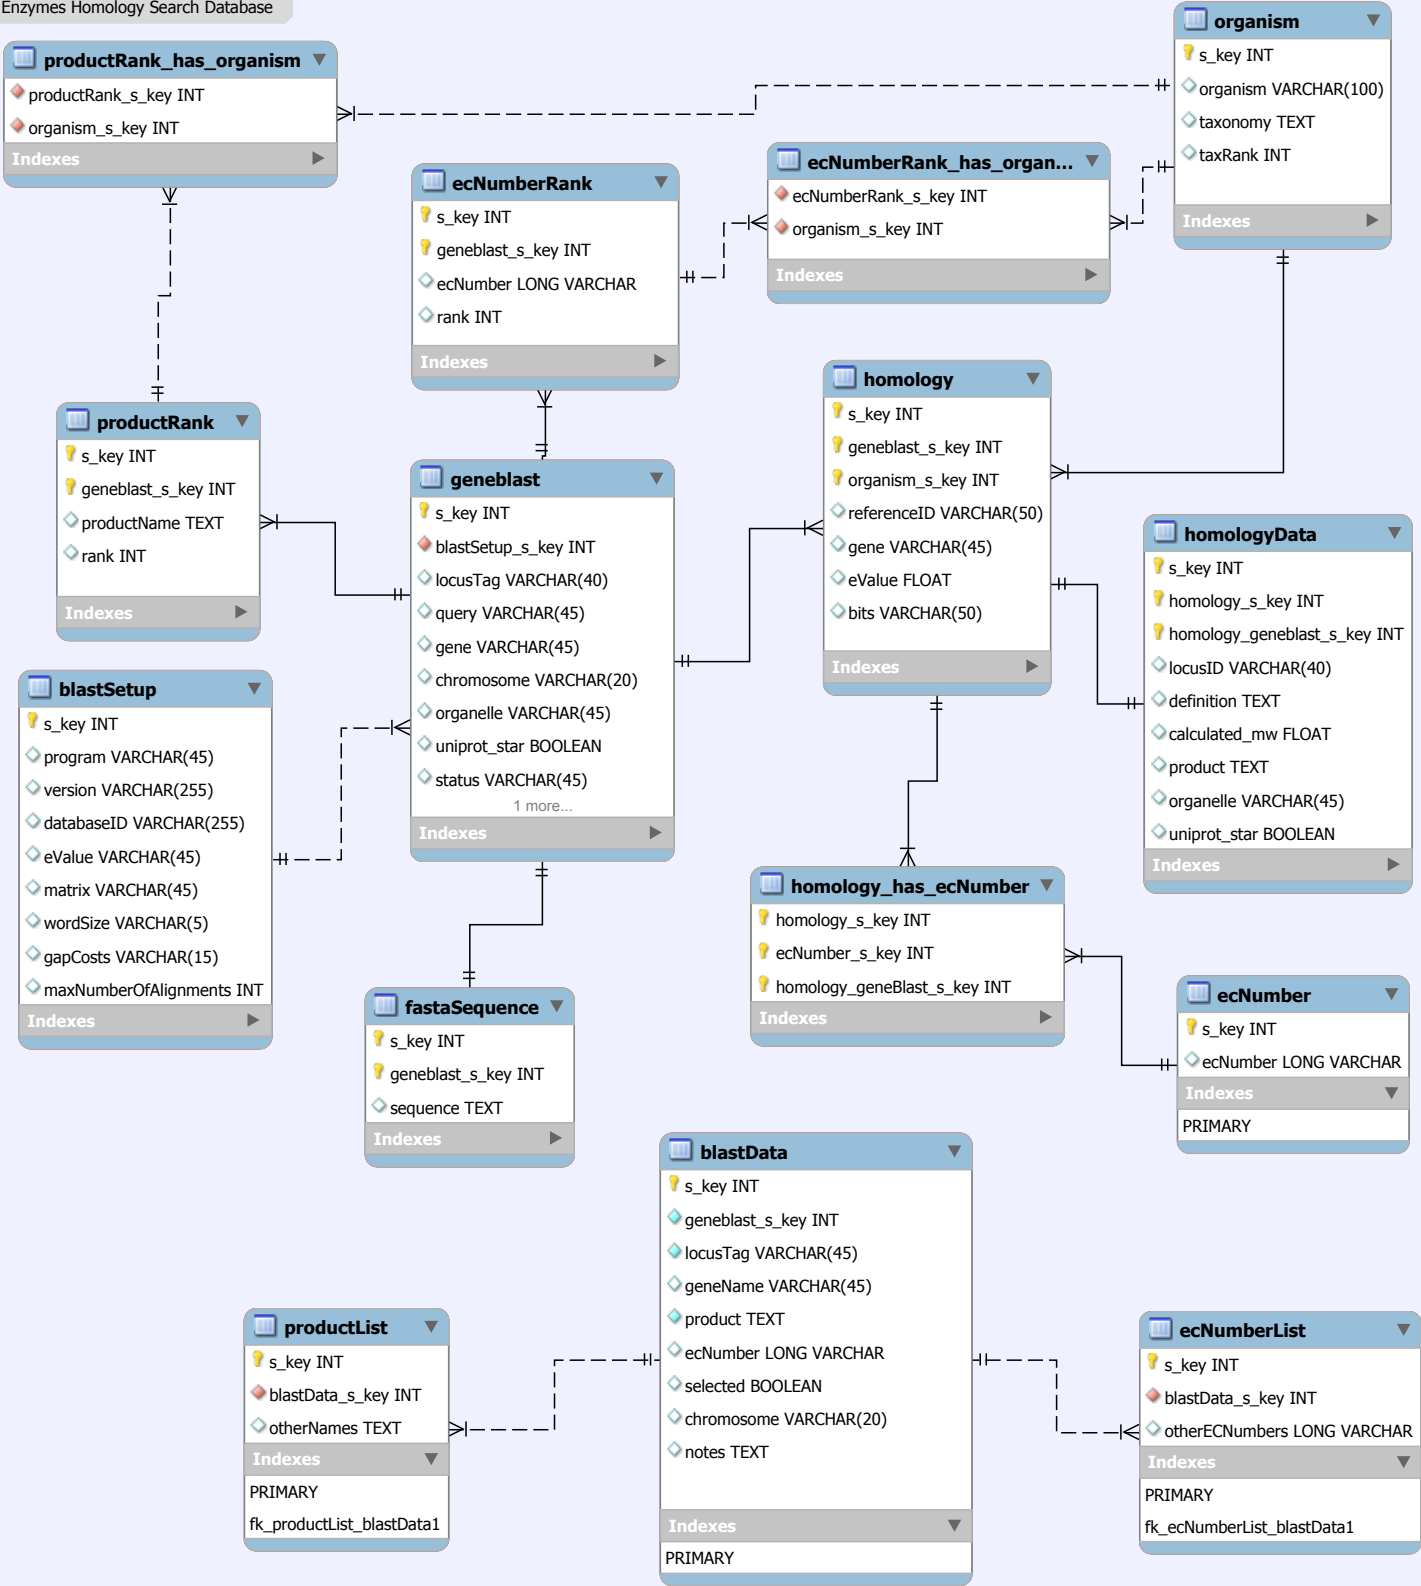 Enzymes Homology Search Database
productRank_has_organism
productRank_s_key INT
organism_s_key INT
Indexes
organism
s_key INT
organism VARCHAR(100)
taxonomy TEXT
taxRank INT
Indexes
ecNumberRank
s_key INT
geneblast_s_key INT
ecNumber LONG VARCHAR
rank INT
Indexes
ecNumberRank_has_organ...
ecNumberRank_s_key INT
organism_s_key INT
Indexes
productRank
s_key INT
geneblast_s_key INT
productName TEXT
rank INT
Indexes
geneblast
s_key INT
blastSetup_s_key INT
locusTag VARCHAR(40)
query VARCHAR(45)
gene VARCHAR(45)
chromosome VARCHAR(20)
organelle VARCHAR(45)
uniprot_star BOOLEAN
status VARCHAR(45)
1 more...
Indexes
homology
s_key INT
geneblast_s_key INT
organism_s_key INT
referenceID VARCHAR(50)
gene VARCHAR(45)
eValue FLOAT
bits VARCHAR(50)
Indexes
homologyData
s_key INT
homology_s_key INT
homology_geneblast_s_key INT
locusID VARCHAR(40)
definition TEXT
calculated_mw FLOAT
product TEXT
organelle VARCHAR(45)
uniprot_star BOOLEAN
Indexes
blastSetup
s_key INT
program VARCHAR(45)
version VARCHAR(255)
databaseID VARCHAR(255)
eValue VARCHAR(45)
matrix VARCHAR(45)
wordSize VARCHAR(5)
gapCosts VARCHAR(15)
maxNumberOfAlignments INT
Indexes
fastaSequence
s_key INT
geneblast_s_key INT
sequence TEXT
Indexes
homology_has_ecNumber
homology_s_key INT
ecNumber_s_key INT
homology_geneBlast_s_key INT
Indexes
ecNumber
s_key INT
ecNumber LONG VARCHAR
Indexes
PRIMARY
blastData
s_key INT
geneblast_s_key INT
locusTag VARCHAR(45)
geneName VARCHAR(45)
product TEXT
ecNumber LONG VARCHAR
selected BOOLEAN
chromosome VARCHAR(20)
notes TEXT
Indexes
PRIMARY
productList
s_key INT
blastData_s_key INT
otherNames TEXT
Indexes
PRIMARY
fk_productList_blastData1
ecNumberList
s_key INT
blastData_s_key INT
otherECNumbers LONG VARCHAR
Indexes
PRIMARY
fk_ecNumberList_blastData1